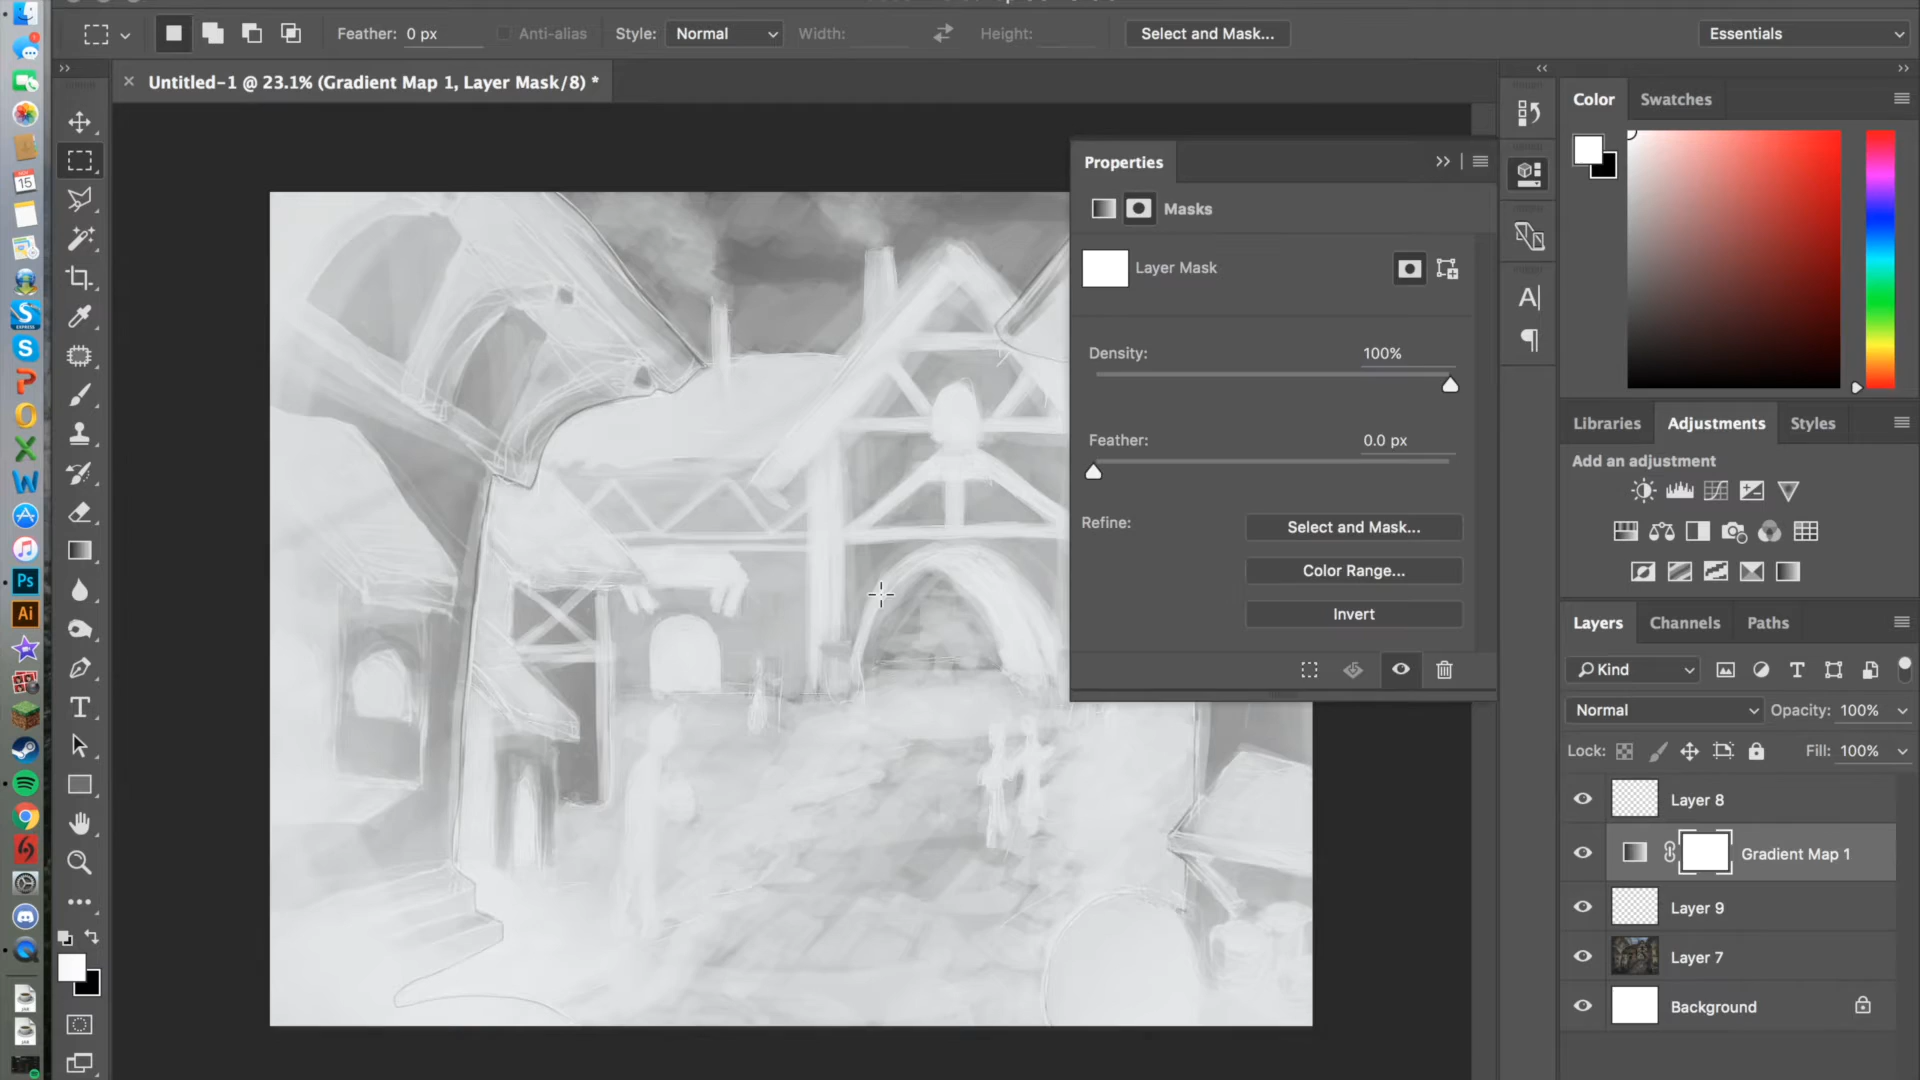 Feather: 0 px
Anti-alias
Style: Normal
Width:
Height:
Select and Mask...
Essentials
Untitled-1 @ 23.1% (Gradient Map 1, Layer Mask/8) *
Properties
Masks
Layer Mask
Density: 100%
Feather: 0.0 px
Refine:
Select and Mask...
Color Range...
Invert
Color
Swatches
Libraries
Adjustments
Styles
Add an adjustment
Layers
Channels
Paths
Kind
Normal
Opacity: 100%
Lock:
Fill: 100%
Layer 8
Gradient Map 1
Layer 9
Layer 7
Background
15
Ps
Ai